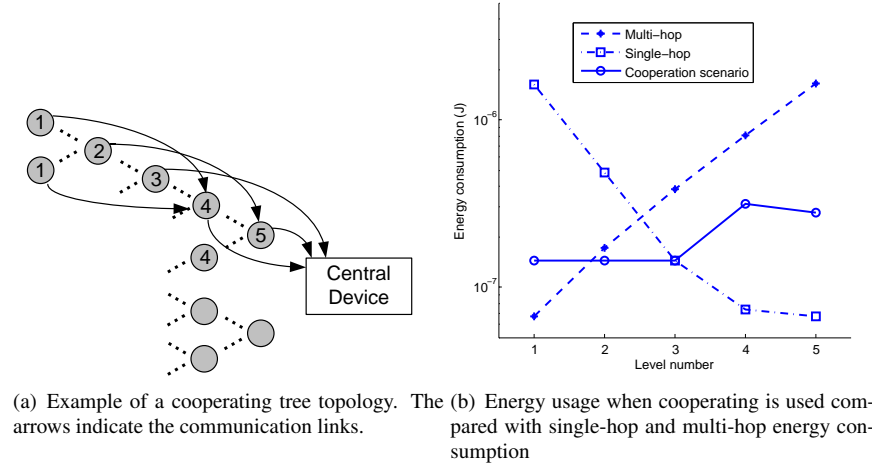 1
1
2
3
4
5
4
Central
Device
Multi−hop
Single−hop
Cooperation scenario
Energy consumption (J)
10−6
10−7
1 2 3 4 5
Level number
(a) Example of a cooperating tree topology. The
arrows indicate the communication links.
(b) Energy usage when cooperating is used com-
pared with single-hop and multi-hop energy con-
sumption